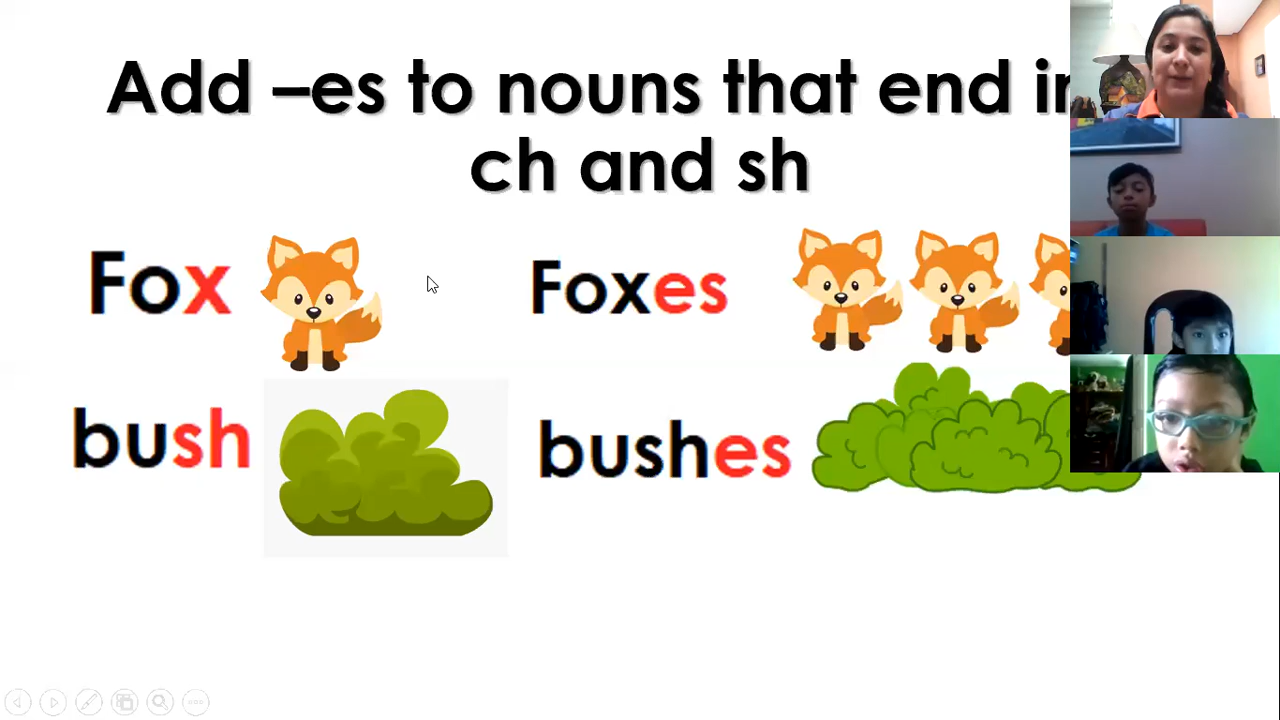 Add –es to nouns that end in
ch and sh
Fox
Foxes
bush
bushes